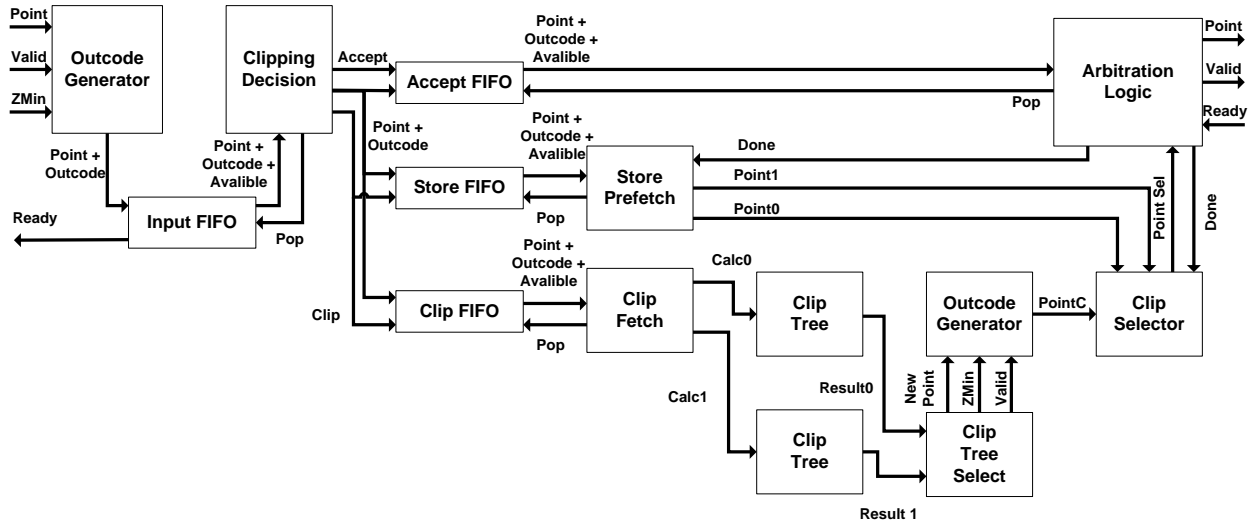 Point
Valid
ZMin
Outcode
Generator
Point +
Outcode
Ready
Input FIFO
Point +
Outcode +
Avalible
Pop
Clipping
Decision
Accept
Point +
Outcode
Clip
Accept FIFO
Point +
Outcode +
Avalible
Pop
Store FIFO
Point +
Outcode +
Avalible
Pop
Store
Prefetch
Done
Point1
Point0
Clip FIFO
Point +
Outcode +
Avalible
Pop
Clip
Fetch
Calc0
Calc1
Clip
Tree
Clip
Tree
Result0
Result 1
Clip
Tree
Select
New
Point
ZMin
Valid
Outcode
Generator
PointC
Clip
Selector
Point Sel
Done
Arbitration
Logic
Point
Valid
Ready